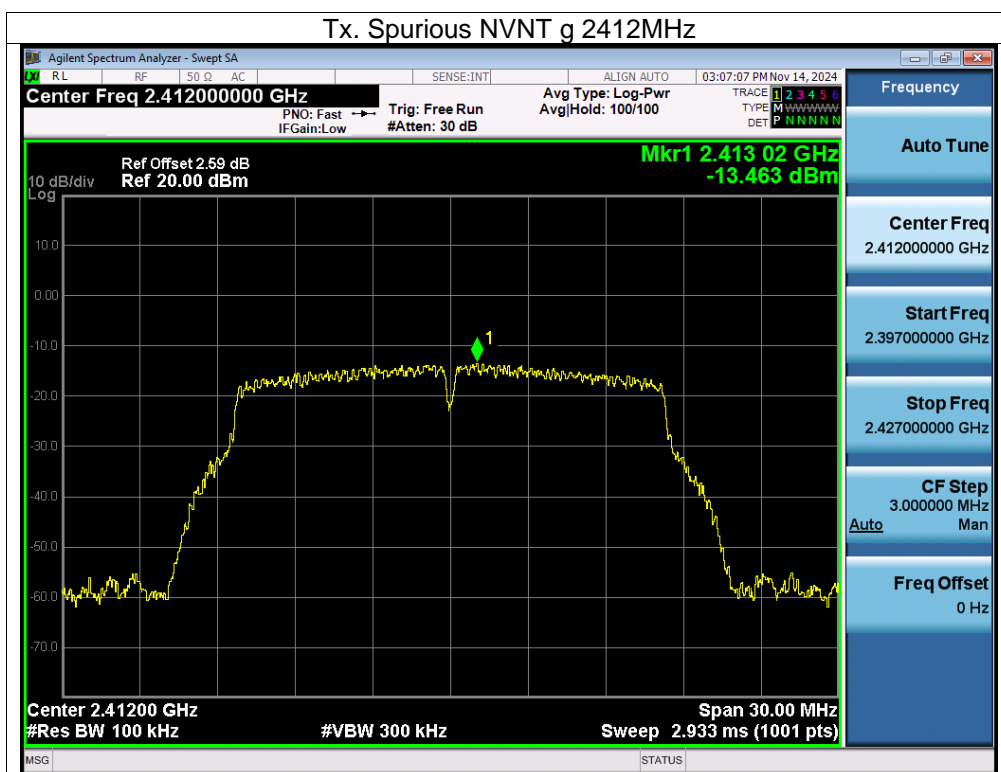 Tx. Spurious NVNT g 2412MHz
Agilent Spectrum Analyzer - Swept SA
LXI RL RF 50 Ω AC SENSE:INT ALIGN AUTO 03:07:07 PM Nov 14, 2024
Center Freq 2.412000000 GHz
PNO: Fast
IFGain:Low
Trig: Free Run
#Atten: 30 dB
Avg Type: Log-Pwr
Avg|Hold: 100/100
TRACE 1 2 3 4 5 6
TYPE M W W W W W
DET P N N N N N
Ref Offset 2.59 dB
10 dB/div Ref 20.00 dBm
Log
Mkr1 2.413 02 GHz
-13.463 dBm
10.0
0.00
-10.0
-20.0
-30.0
-40.0
-50.0
-60.0
-70.0
1
Center 2.41200 GHz Span 30.00 MHz
#Res BW 100 kHz #VBW 300 kHz Sweep 2.933 ms (1001 pts)
MSG STATUS
Frequency
Auto Tune
Center Freq
2.412000000 GHz
Start Freq
2.397000000 GHz
Stop Freq
2.427000000 GHz
CF Step
3.000000 MHz
Auto Man
Freq Offset
0 Hz